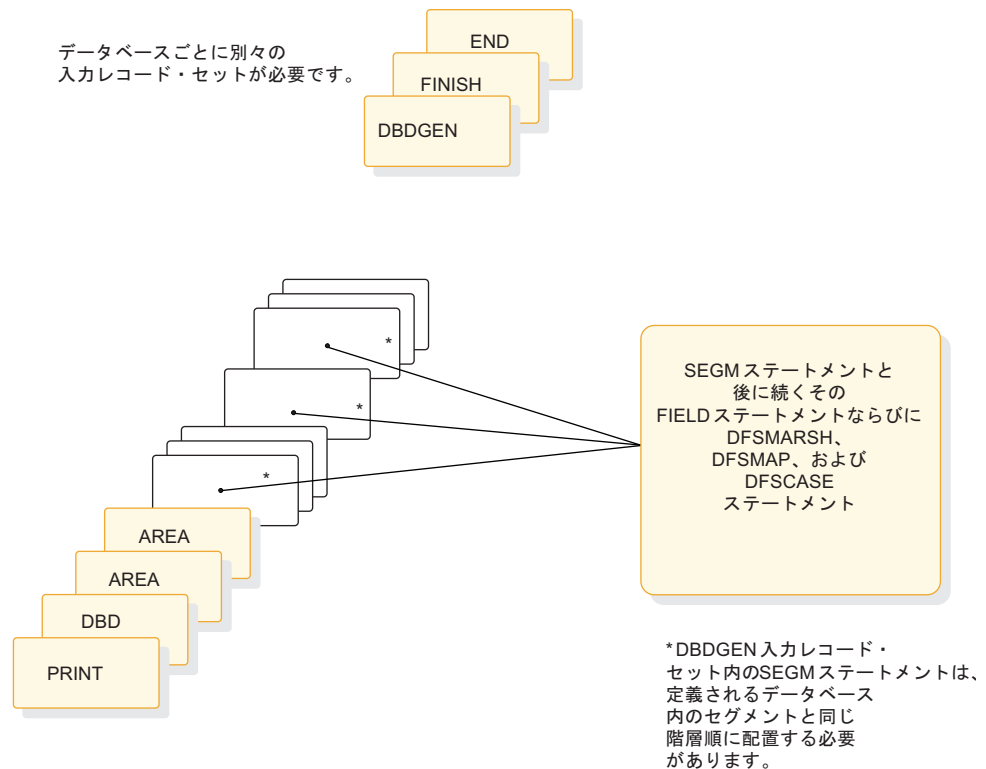 データベースごとに別々の
入力レコード・セットが必要です。
END
FINISH
DBDGEN
*
*
*
SEGM ステートメントと
後に続くその
FIELD ステートメントならびに
DFSMARSH、
DFSMAP、および
DFSCASE
ステートメント
AREA
AREA
DBD
PRINT
*DBDGEN 入力レコード・
セット内のSEGM ステートメントは、
定義されるデータベース
内のセグメントと同じ
階層順に配置する必要
があります。